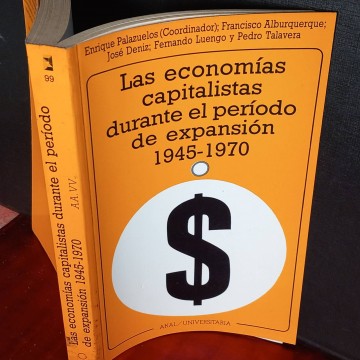 Enrique Palazuelos (Coordinador); Francisco Alburquerque;
José Deniz; Fernando Luengo y Pedro Talavera
Las economías
capitalistas
durante el período
de expansión
1945-1970
$
AKAL / UNIVERSITARIA
99
Las economías capitalistas durante el período
de expansión 1945-1970
AA.VV.